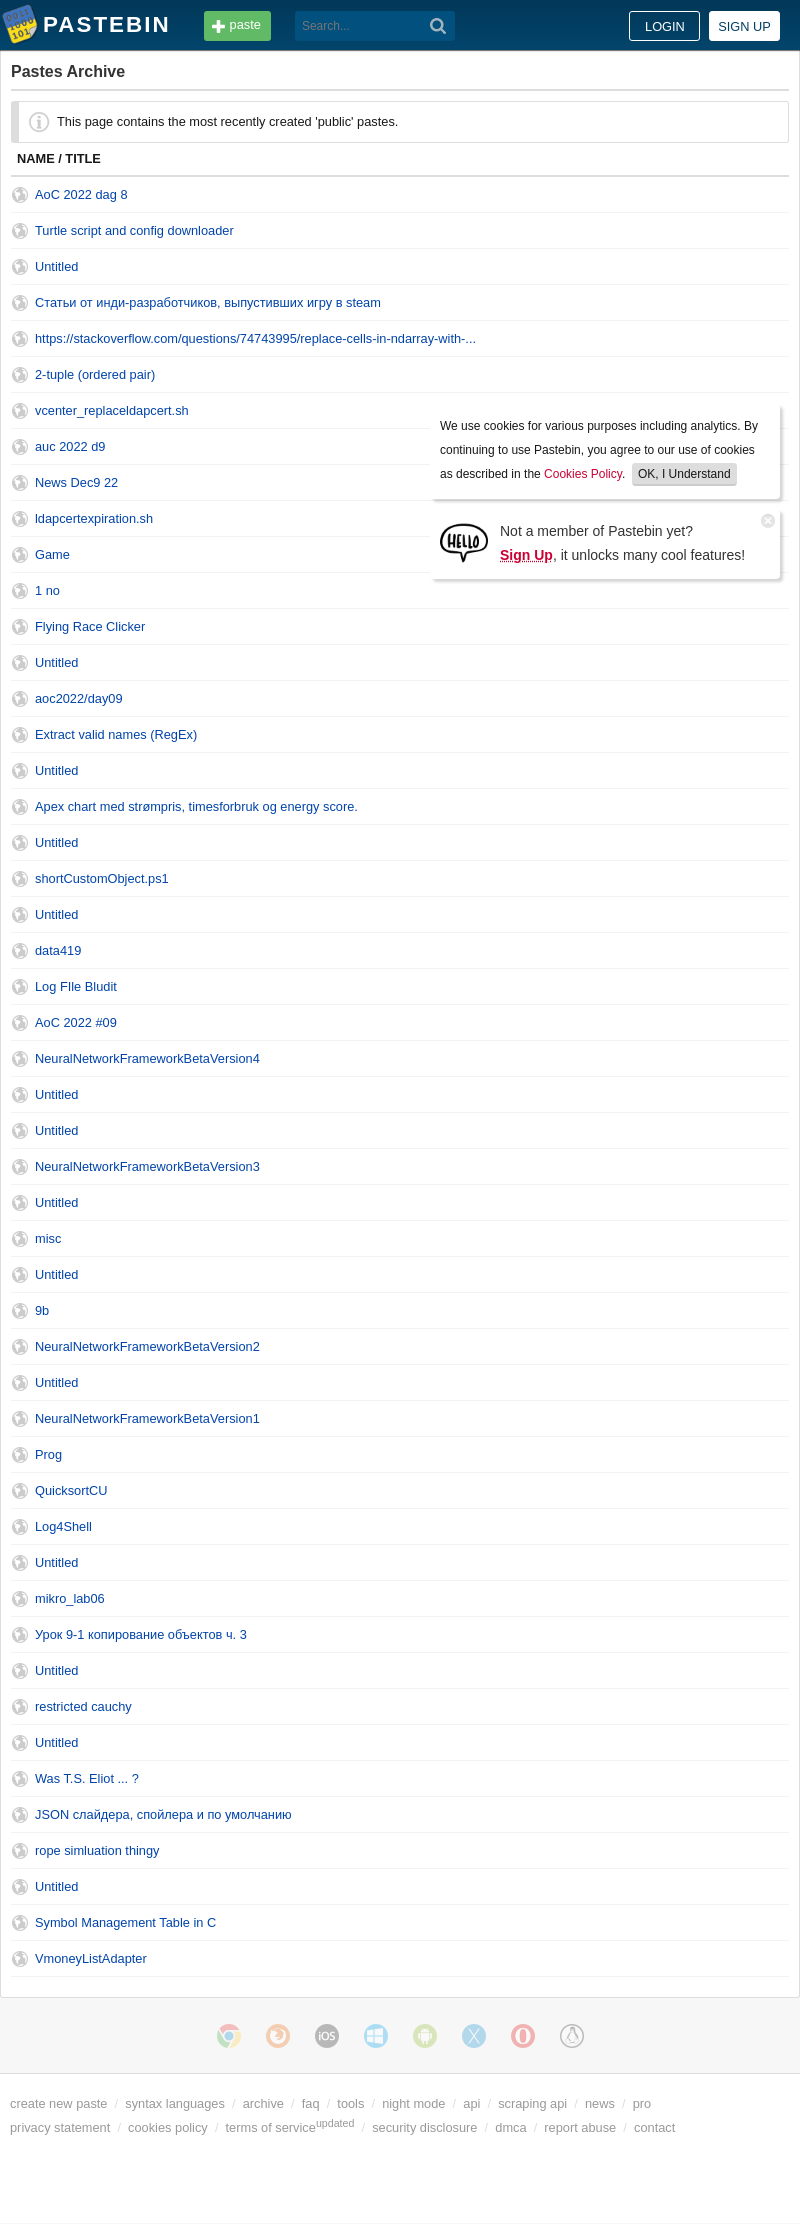 PASTEBIN paste Search... LOGIN SIGN UP
Pastes Archive
This page contains the most recently created 'public' pastes.
NAME / TITLE
AoC 2022 dag 8
Turtle script and config downloader
Untitled
Статьи от инди-разработчиков, выпустивших игру в steam
https://stackoverflow.com/questions/74743995/replace-cells-in-ndarray-with-...
2-tuple (ordered pair)
vcenter_replaceldapcert.sh
auc 2022 d9
News Dec9 22
ldapcertexpiration.sh
Game
1 no
We use cookies for various purposes including analytics. By
continuing to use Pastebin, you agree to our use of cookies
as described in the Cookies Policy. OK, I Understand
HELLO
Not a member of Pastebin yet?
Sign Up, it unlocks many cool features!
Flying Race Clicker
Untitled
aoc2022/day09
Extract valid names (RegEx)
Untitled
Apex chart med strømpris, timesforbruk og energy score.
Untitled
shortCustomObject.ps1
Untitled
data419
Log FIle Bludit
AoC 2022 #09
NeuralNetworkFrameworkBetaVersion4
Untitled
Untitled
NeuralNetworkFrameworkBetaVersion3
Untitled
misc
Untitled
9b
NeuralNetworkFrameworkBetaVersion2
Untitled
NeuralNetworkFrameworkBetaVersion1
Prog
QuicksortCU
Log4Shell
Untitled
mikro_lab06
Урок 9-1 копирование объектов ч. 3
Untitled
restricted cauchy
Untitled
Was T.S. Eliot ... ?
JSON слайдера, спойлера и по умолчанию
rope simluation thingy
Untitled
Symbol Management Table in C
VmoneyListAdapter
iOS
create new paste / syntax languages / archive / faq / tools / night mode / api / scraping api / news / pro
privacy statement / cookies policy / terms of service updated / security disclosure / dmca / report abuse / contact